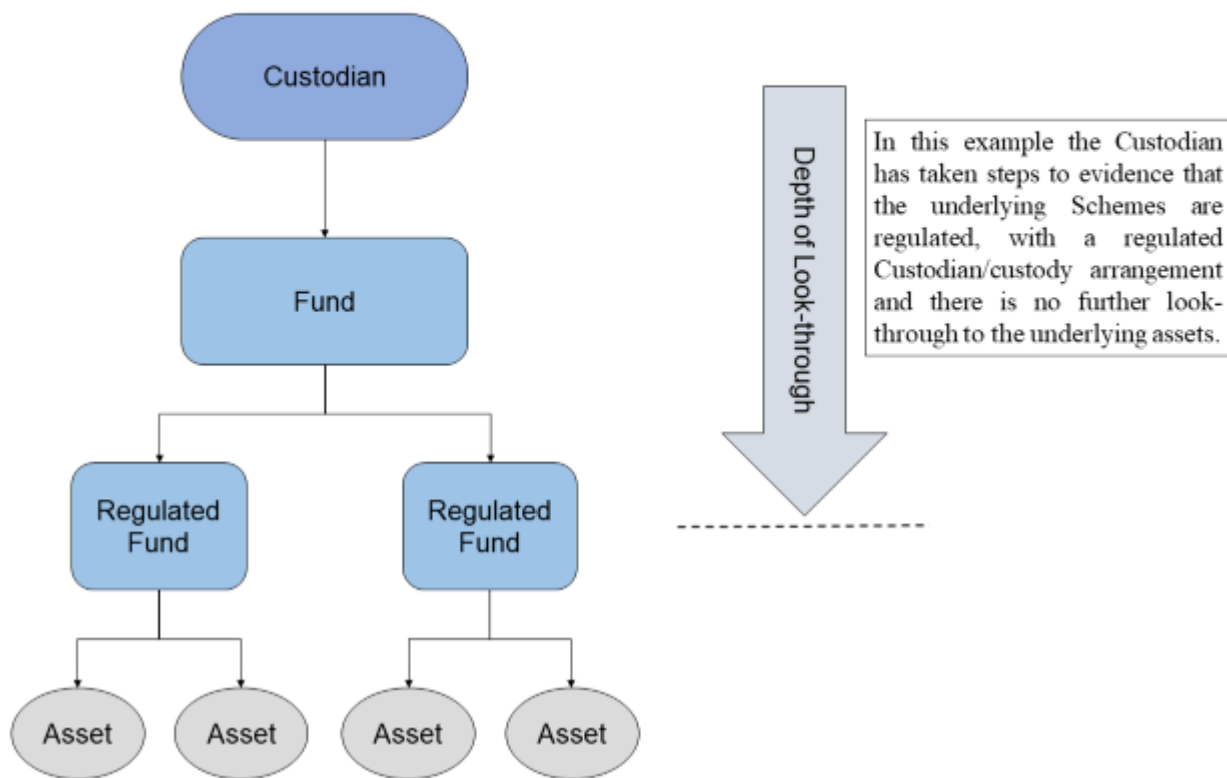 Custodian
Fund
Regulated
Fund
Regulated
Fund
Asset
Asset
Asset
Asset
Depth of Look-through
In this example the Custodian
has taken steps to evidence that
the underlying Schemes are
regulated, with a regulated
Custodian/custody arrangement
and there is no further look-
through to the underlying assets.